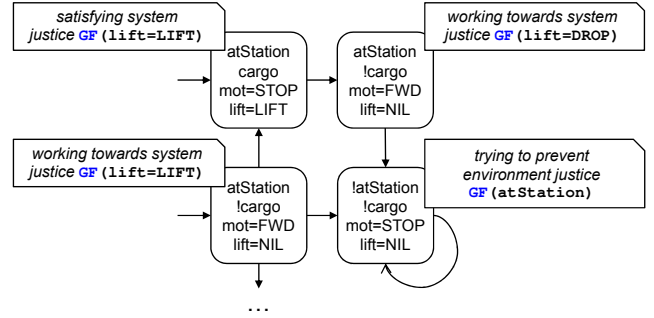 satisfying system
justice GF(lift=LIFT)
working towards system
justice GF(lift=DROP)
atStation
cargo
mot=STOP
lift=LIFT
atStation
!cargo
mot=FWD
lift=NIL
working towards system
justice GF(lift=LIFT)
trying to prevent
environment justice
GF(atStation)
atStation
!cargo
mot=FWD
lift=NIL
!atStation
!cargo
mot=STOP
lift=NIL
...